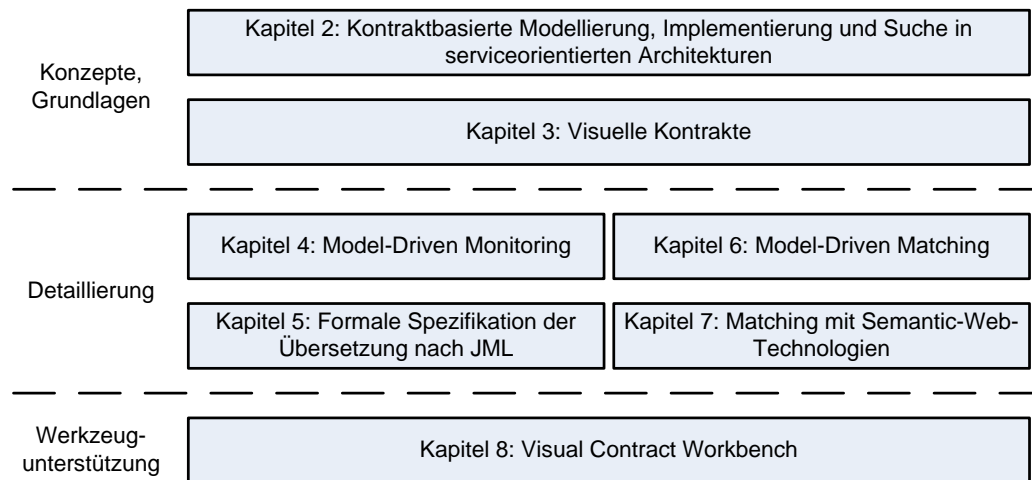 Konzepte,
Grundlagen
Kapitel 2: Kontraktbasierte Modellierung, Implementierung und Suche in
serviceorientierten Architekturen
Kapitel 3: Visuelle Kontrakte
Detaillierung
Kapitel 4: Model-Driven Monitoring
Kapitel 6: Model-Driven Matching
Kapitel 5: Formale Spezifikation der
Übersetzung nach JML
Kapitel 7: Matching mit Semantic-Web-
Technologien
Werkzeug-
unterstützung
Kapitel 8: Visual Contract Workbench